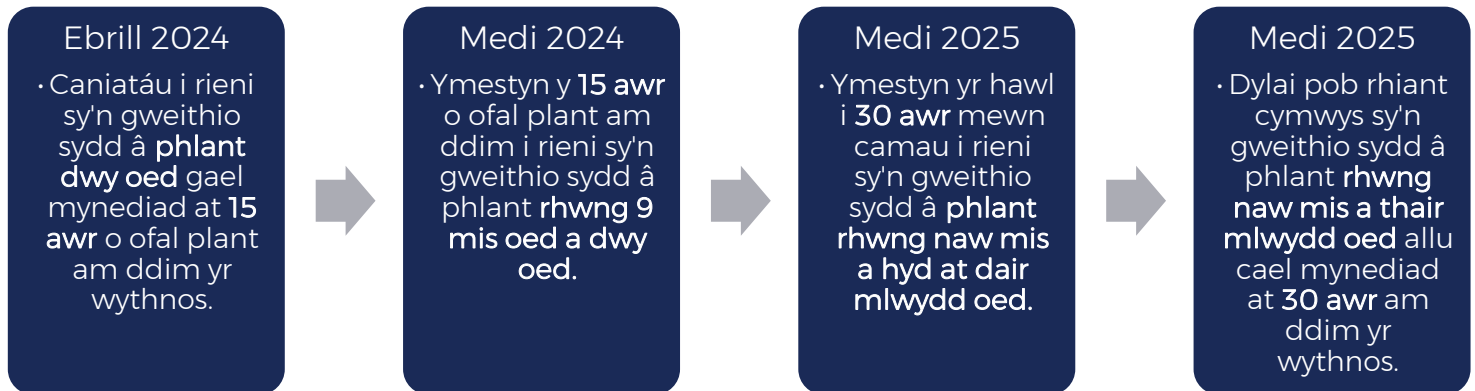 Ebrill 2024
· Caniatáu i rieni
sy'n gweithio
sydd â phlant
dwy oed gael
mynediad at 15
awr o ofal plant
am ddim yr
wythnos.
Medi 2024
· Ymestyn y 15 awr
o ofal plant am
ddim i rieni sy'n
gweithio sydd â
phlant rhwng 9
mis oed a dwy
oed.
Medi 2025
· Ymestyn yr hawl
i 30 awr mewn
camau i rieni
sy'n gweithio
sydd â phlant
rhwng naw mis
a hyd at dair
mlwydd oed.
Medi 2025
· Dylai pob rhiant
cymwys sy'n
gweithio sydd â
phlant rhwng
naw mis a thair
mlwydd oed allu
cael mynediad
at 30 awr am
ddim yr
wythnos.